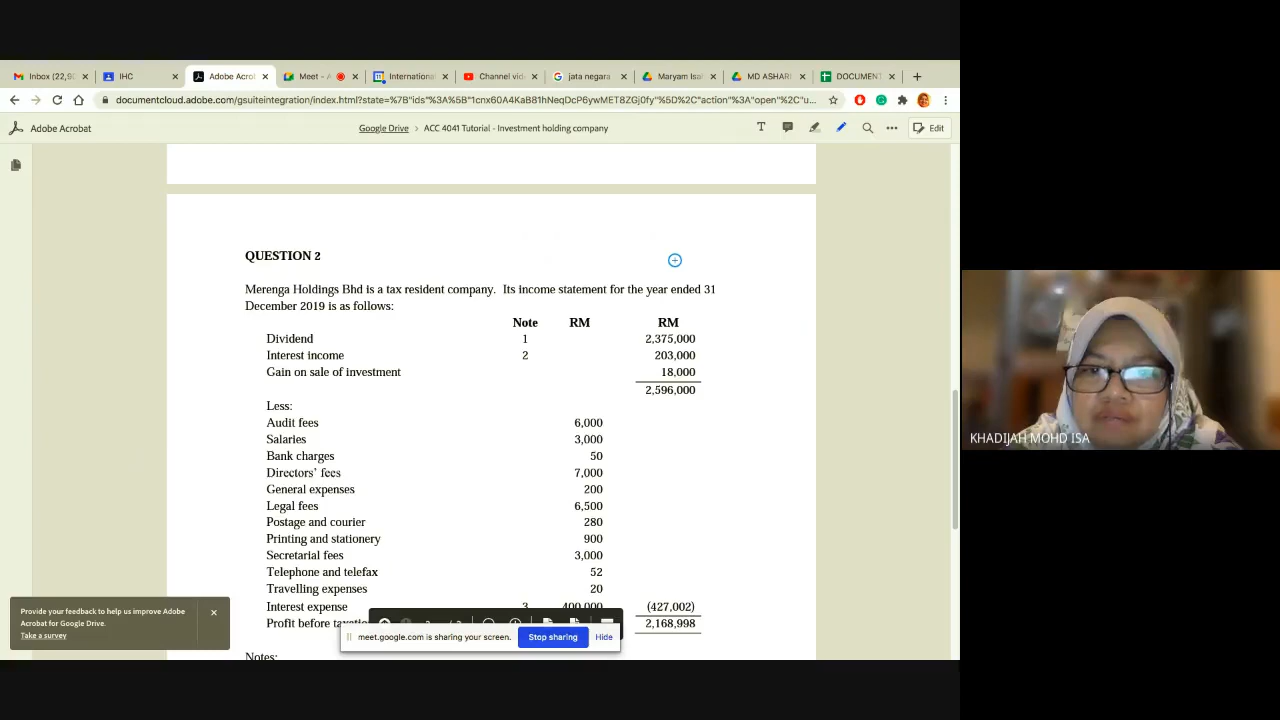 Inbox (22,9
IHC
Adobe Acrol
Meet - A
International
Channel vide
jata negara
Maryam Isal
MD ASHARI
DOCUMENT
documentcloud.adobe.com/gsuiteintegration/index.html?state=%7B"ids"%3A%5B"1cnx60A4KaB81hNeqDcP6ywMET8ZGj0fy"%5D%2C"action"%3A"open"%2C"u...
Adobe Acrobat
Google Drive > ACC 4041 Tutorial - Investment holding company
Edit
QUESTION 2
Merenga Holdings Bhd is a tax resident company. Its income statement for the year ended 31
December 2019 is as follows:
Note RM RM
Dividend 1 2,375,000
Interest income 2 203,000
Gain on sale of investment 18,000
2,596,000
Less:
Audit fees 6,000
Salaries 3,000
Bank charges 50
Directors' fees 7,000
General expenses 200
Legal fees 6,500
Postage and courier 280
Printing and stationery 900
Secretarial fees 3,000
Telephone and telefax 52
Travelling expenses 20
Interest expense 3 400,000 (427,002)
Profit before taxatio 2,168,998
Notes:
Provide your feedback to help us improve Adobe
Acrobat for Google Drive.
Take a survey
meet.google.com is sharing your screen.
Stop sharing
Hide
KHADIJAH MOHD ISA